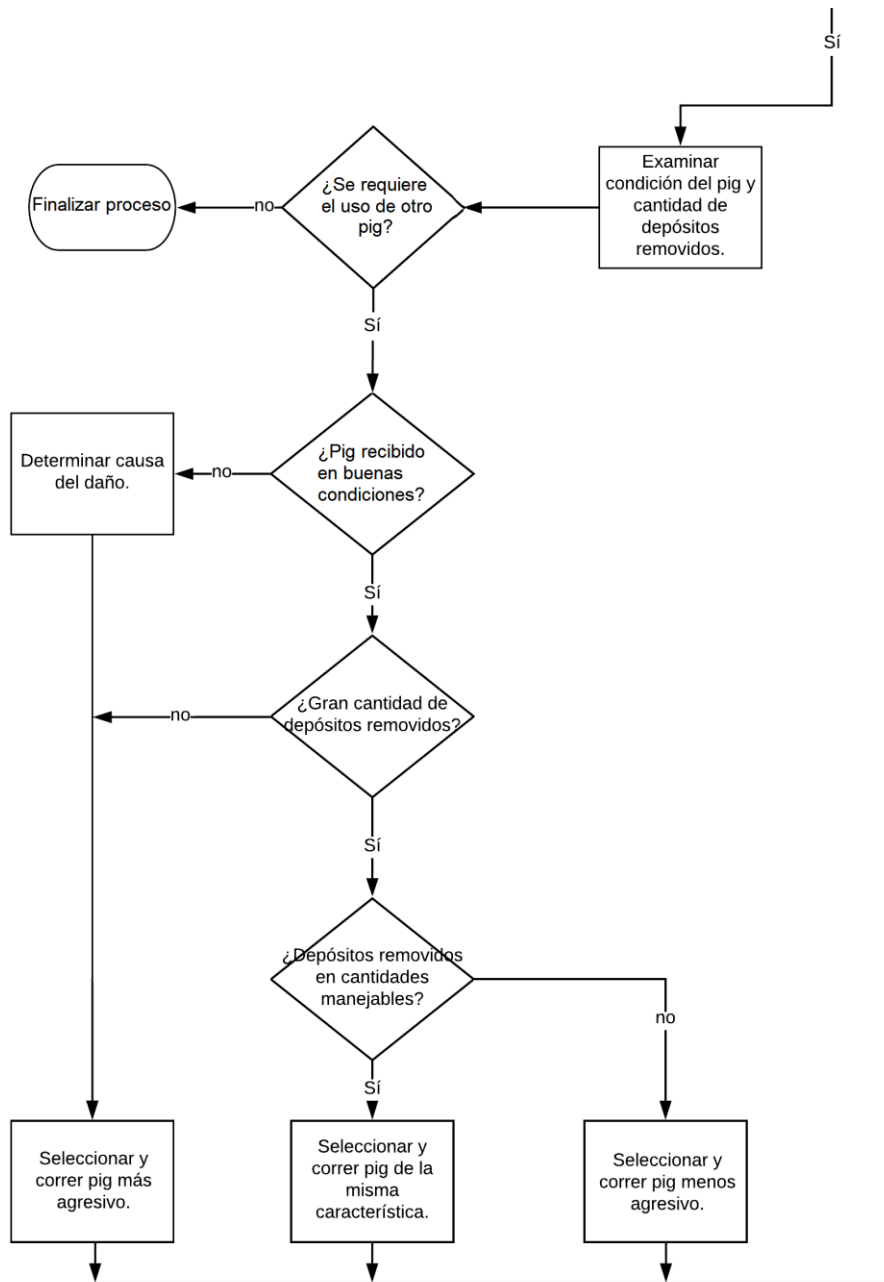 Sí
Examinar
condición del pig y
cantidad de
depósitos
removidos.
¿Se requiere
el uso de otro
pig?
no
Finalizar proceso
Sí
¿Pig recibido
en buenas
condiciones?
no
Determinar causa
del daño.
Sí
¿Gran cantidad de
depósitos removidos?
no
Sí
¿Depósitos removidos
en cantidades
manejables?
no
Sí
Seleccionar y
correr pig más
agresivo.
Seleccionar y
correr pig de la
misma
característica.
Seleccionar y
correr pig menos
agresivo.